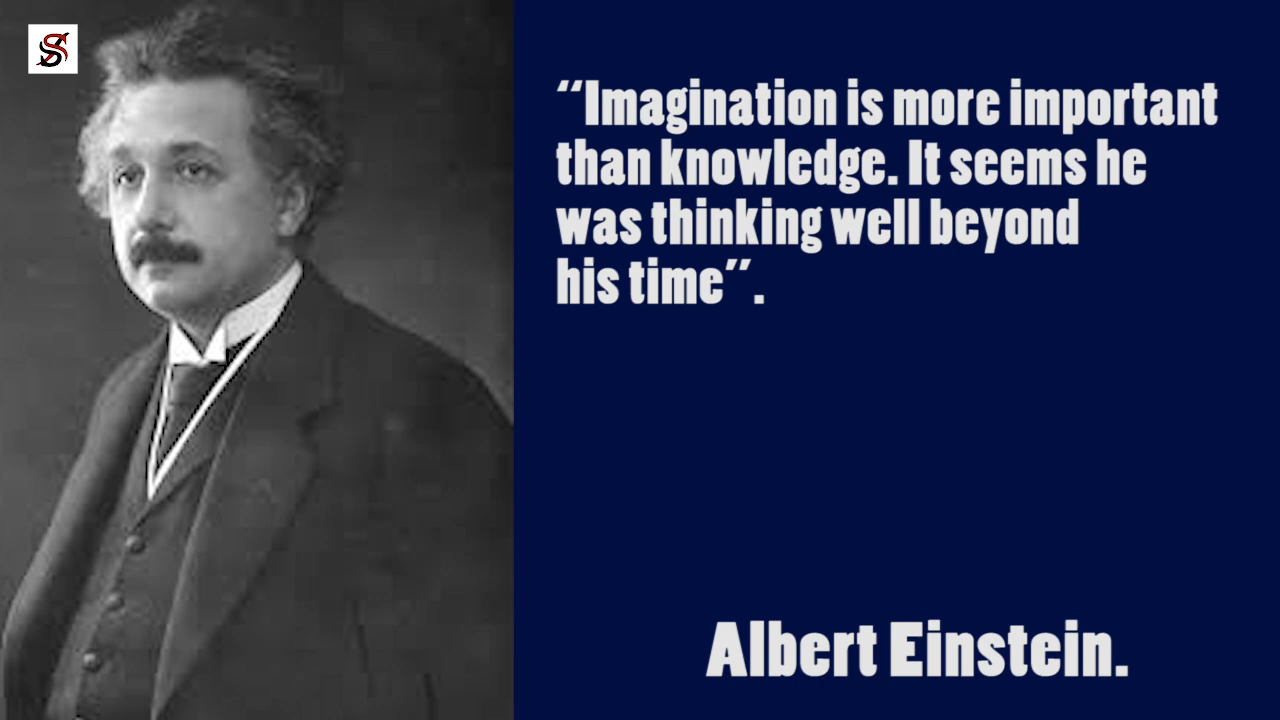 “Imagination is more important
than knowledge. It seems he
was thinking well beyond
his time”.
Albert Einstein.